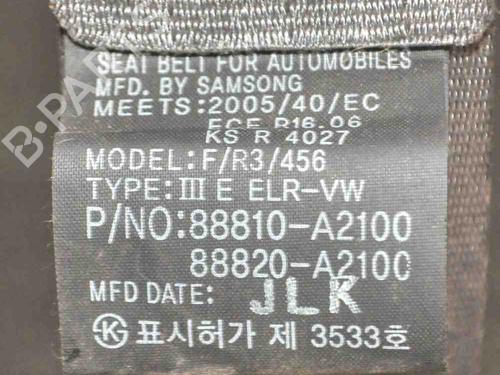 SEAT BELT FOR AUTOMOBILES
MFD. BY SAMSONG
MEETS:2005/40/EC
ECE R16.06
KS R 4027
MODEL:F/R3/456
TYPE:Ⅲ E ELR-VW
P/NO:88810-A2100
88820-A2100
MFD DATE: JLK
표시허가 제 3533호